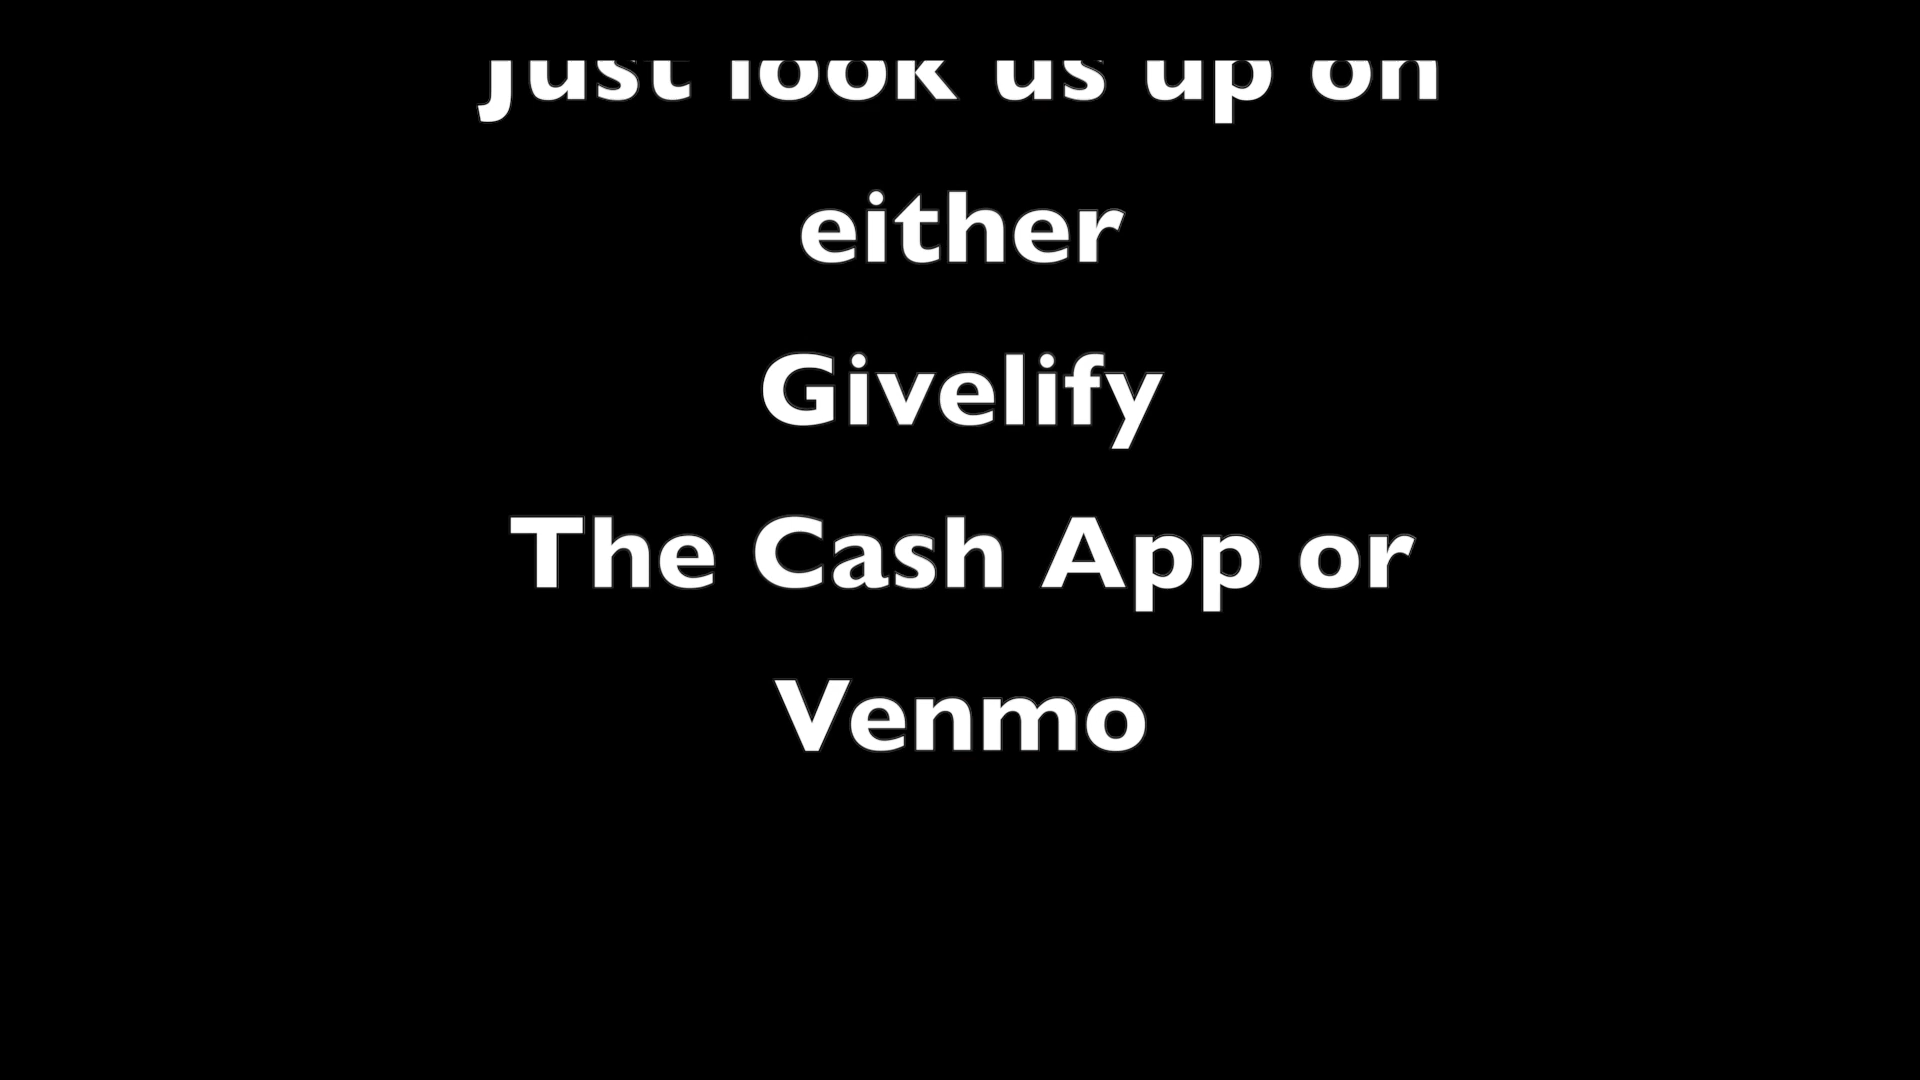 Just look us up on
either
Givelify
The Cash App or
Venmo